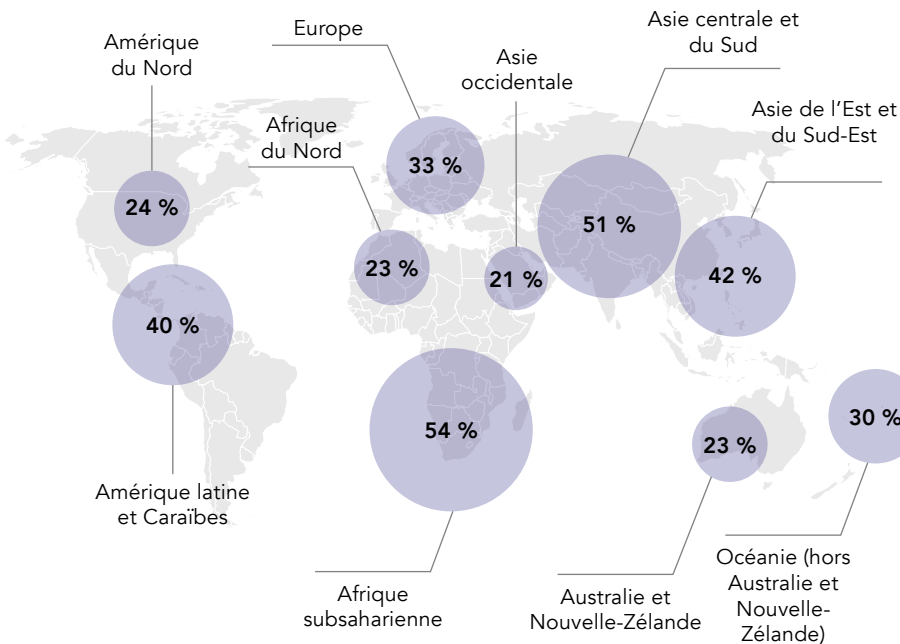 Amérique
du Nord
24 %
Europe
33 %
Afrique
du Nord
23 %
Asie
occidentale
21 %
Asie centrale et
du Sud
51 %
Asie de l'Est et
du Sud-Est
42 %
40 %
Amérique latine
et Caraïbes
54 %
Afrique
subsaharienne
23 %
Australie et
Nouvelle-Zélande
30 %
Océanie (hors
Australie et
Nouvelle-
Zélande)